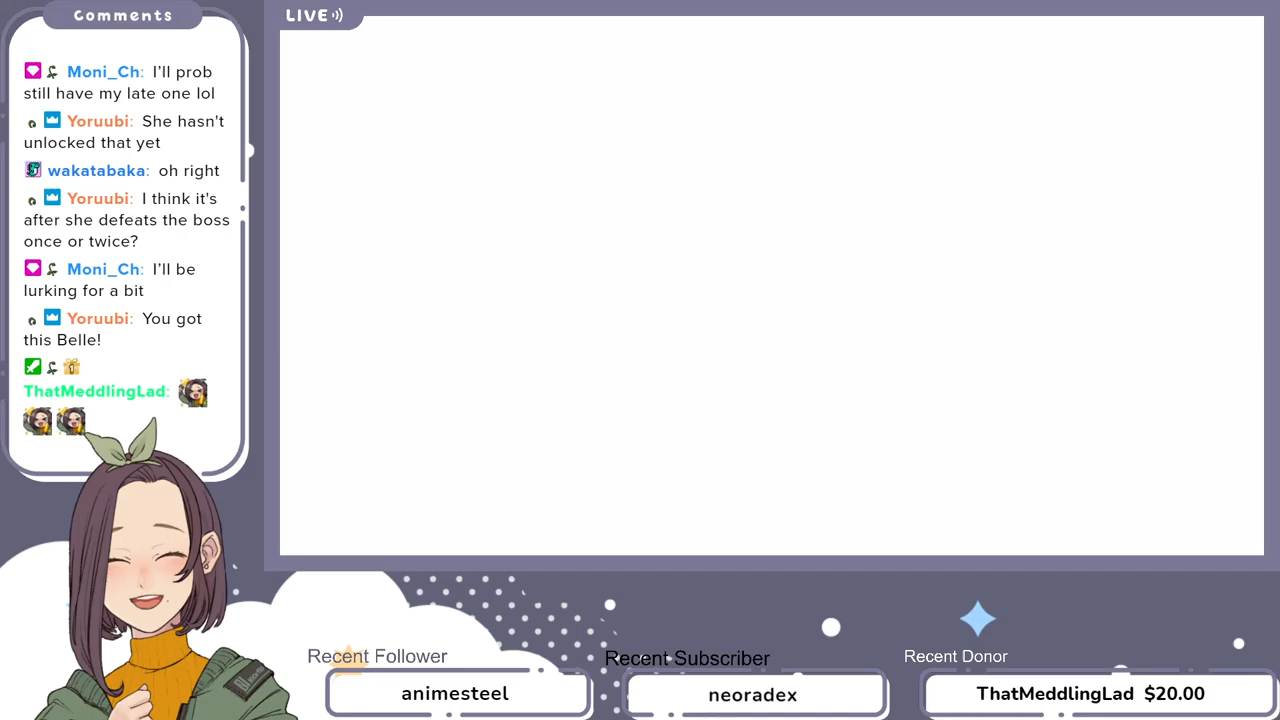 Comments
LIVE
Moni_Ch: I'll prob
still have my late one lol
Yoruubi: She hasn't
unlocked that yet
wakatabaka: oh right
Yoruubi: I think it's
after she defeats the boss
once or twice?
Moni_Ch: I'll be
lurking for a bit
Yoruubi: You got
this Belle!
ThatMeddlingLad:
Recent Follower
animesteel
Recent Subscriber
neoradex
Recent Donor
ThatMeddlingLad $20.00